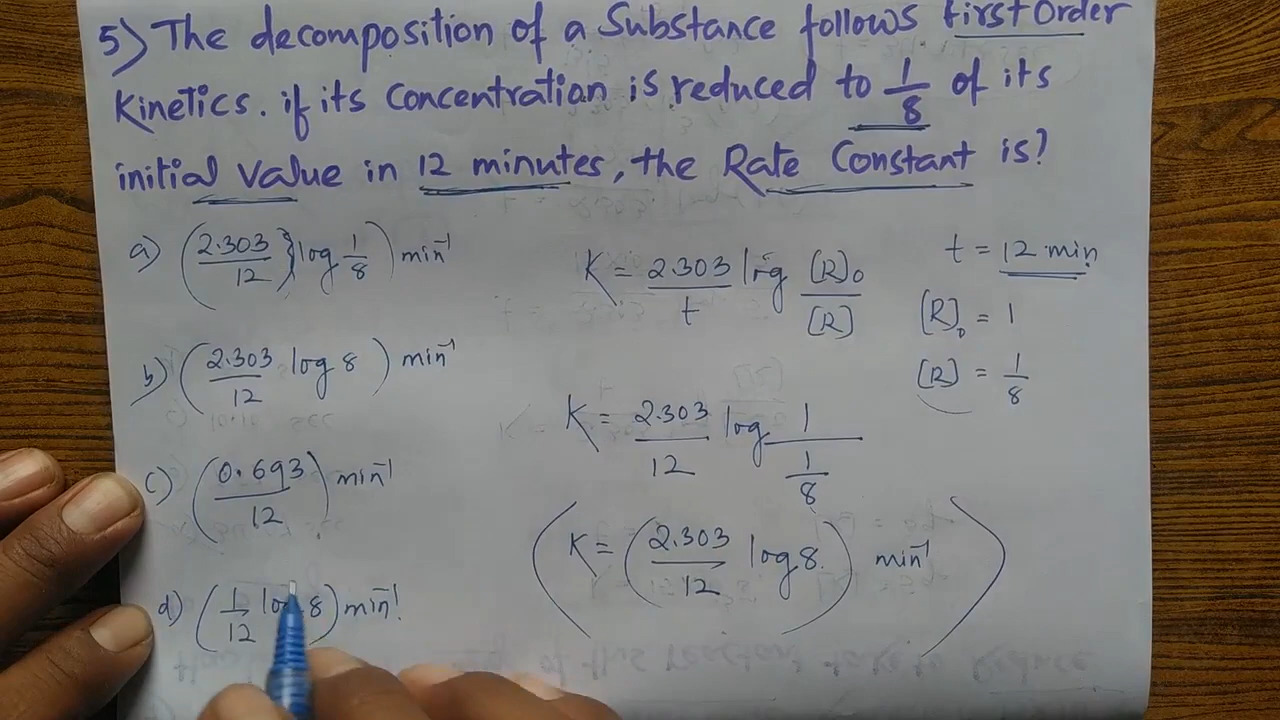 5) The decomposition of a Substance follows first Order
Kinetics. if its Concentration is reduced to 1/8 of its
initial value in 12 minutes, the Rate Constant is?
a) (2.303/12) log 1/8) min⁻¹
b) (2.303/12 log 8) min⁻¹
c) (0.693/12) min⁻¹
d) (1/12 log 8) min⁻¹
K = 2.303/t log [R]₀/[R]
t = 12 min
[R]₀ = 1
[R] = 1/8
K = 2.303/12 log 1/(1/8)
(K = (2.303/12 log 8) min⁻¹)